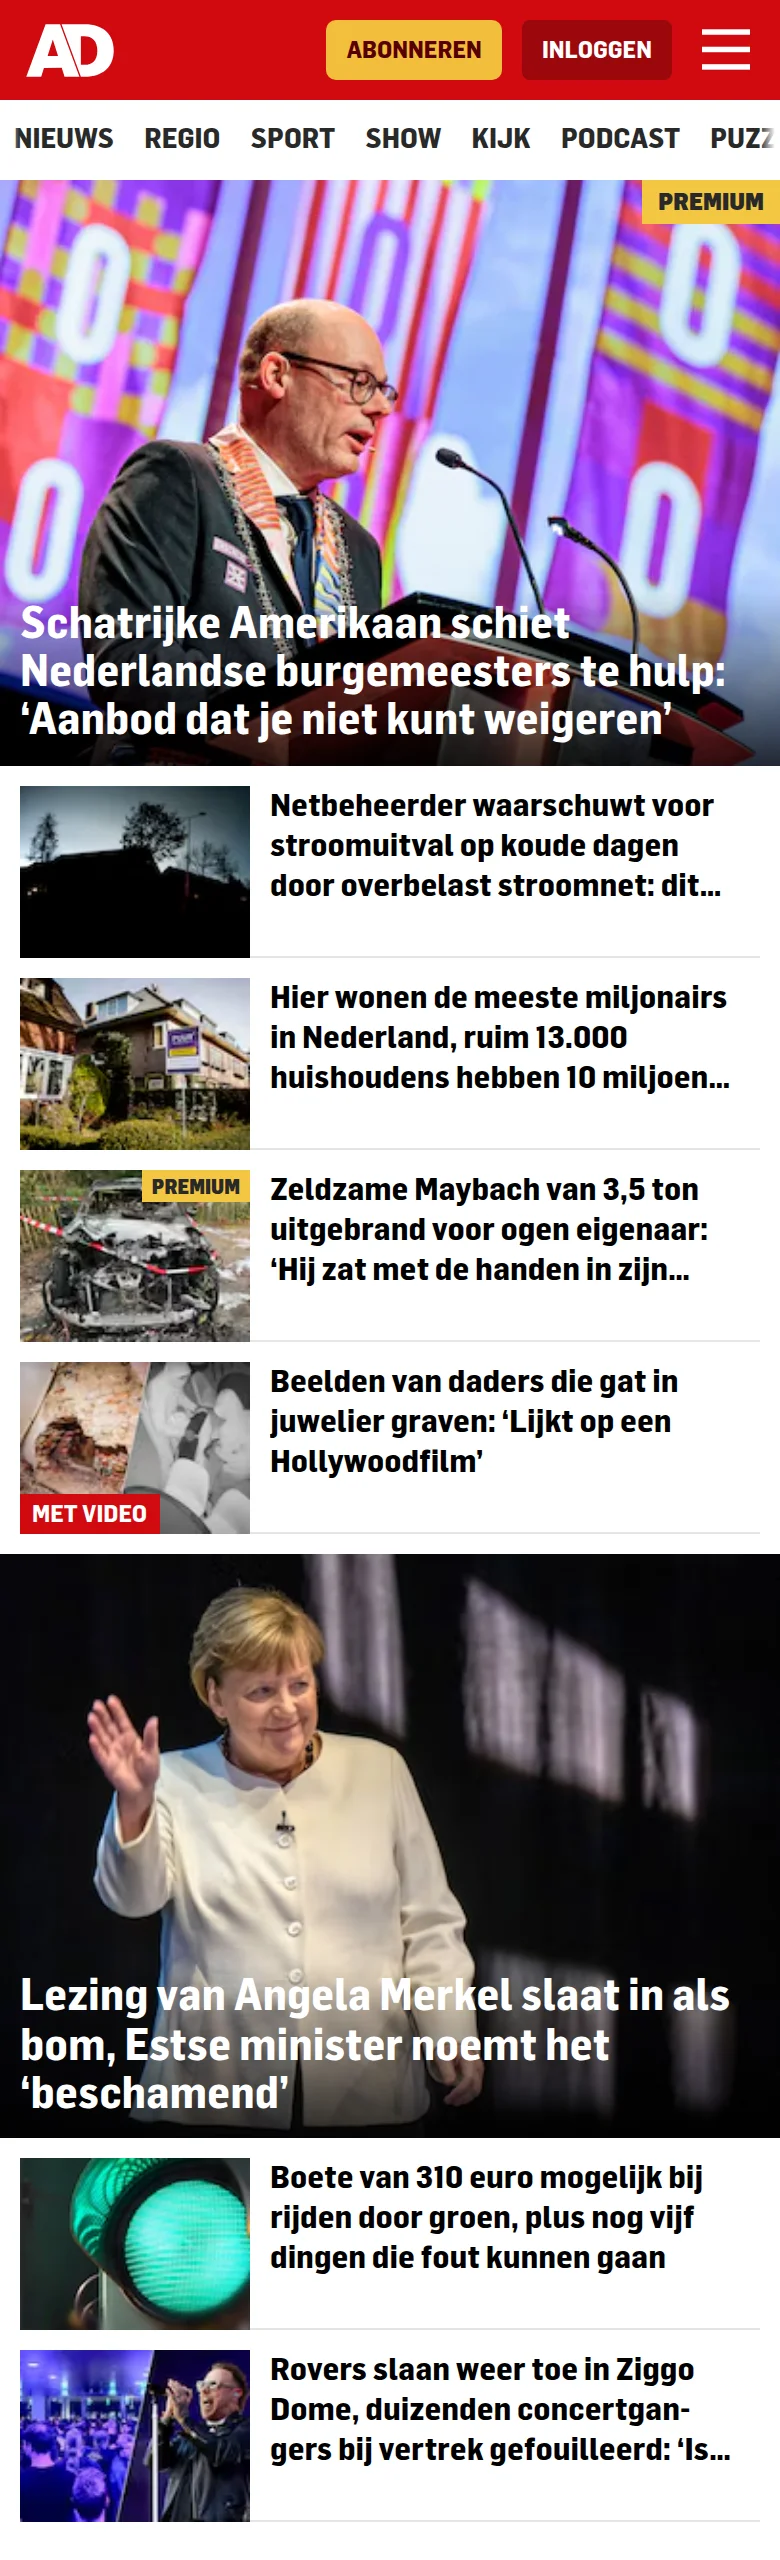 AD
ABONNEREN
INLOGGEN
NIEUWS REGIO SPORT SHOW KIJK PODCAST PUZZ
PREMIUM
Schatrijke Amerikaan schiet
Nederlandse burgemeesters te hulp:
‘Aanbod dat je niet kunt weigeren’
Netbeheerder waarschuwt voor
stroomuitval op koude dagen
door overbelast stroomnet: dit...
Hier wonen de meeste miljonairs
in Nederland, ruim 13.000
huishoudens hebben 10 miljoen...
PREMIUM
Zeldzame Maybach van 3,5 ton
uitgebrand voor ogen eigenaar:
‘Hij zat met de handen in zijn...
MET VIDEO
Beelden van daders die gat in
juwelier graven: ‘Lijkt op een
Hollywoodfilm’
Lezing van Angela Merkel slaat in als
bom, Estse minister noemt het
‘beschamend’
Boete van 310 euro mogelijk bij
rijden door groen, plus nog vijf
dingen die fout kunnen gaan
Rovers slaan weer toe in Ziggo
Dome, duizenden concertgan-
gers bij vertrek gefouilleerd: ‘Is...